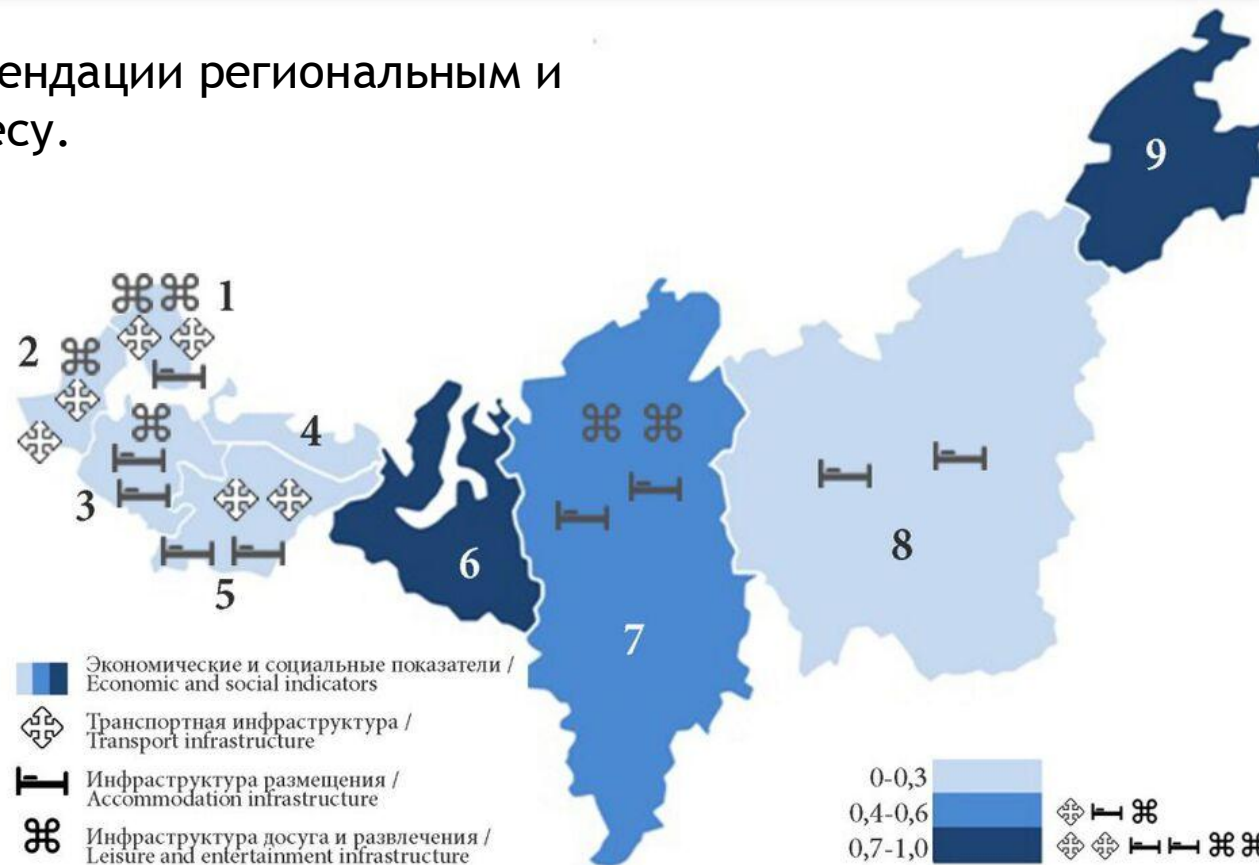 ендации региональным и
есу.
1
2
3
4
5
6
7
8
9
Экономические и социальные показатели /
Economic and social indicators
Транспортная инфраструктура /
Transport infrastructure
Инфраструктура размещения /
Accommodation infrastructure
Инфраструктура досуга и развлечения /
Leisure and entertainment infrastructure
0-0,3
0,4-0,6
0,7-1,0